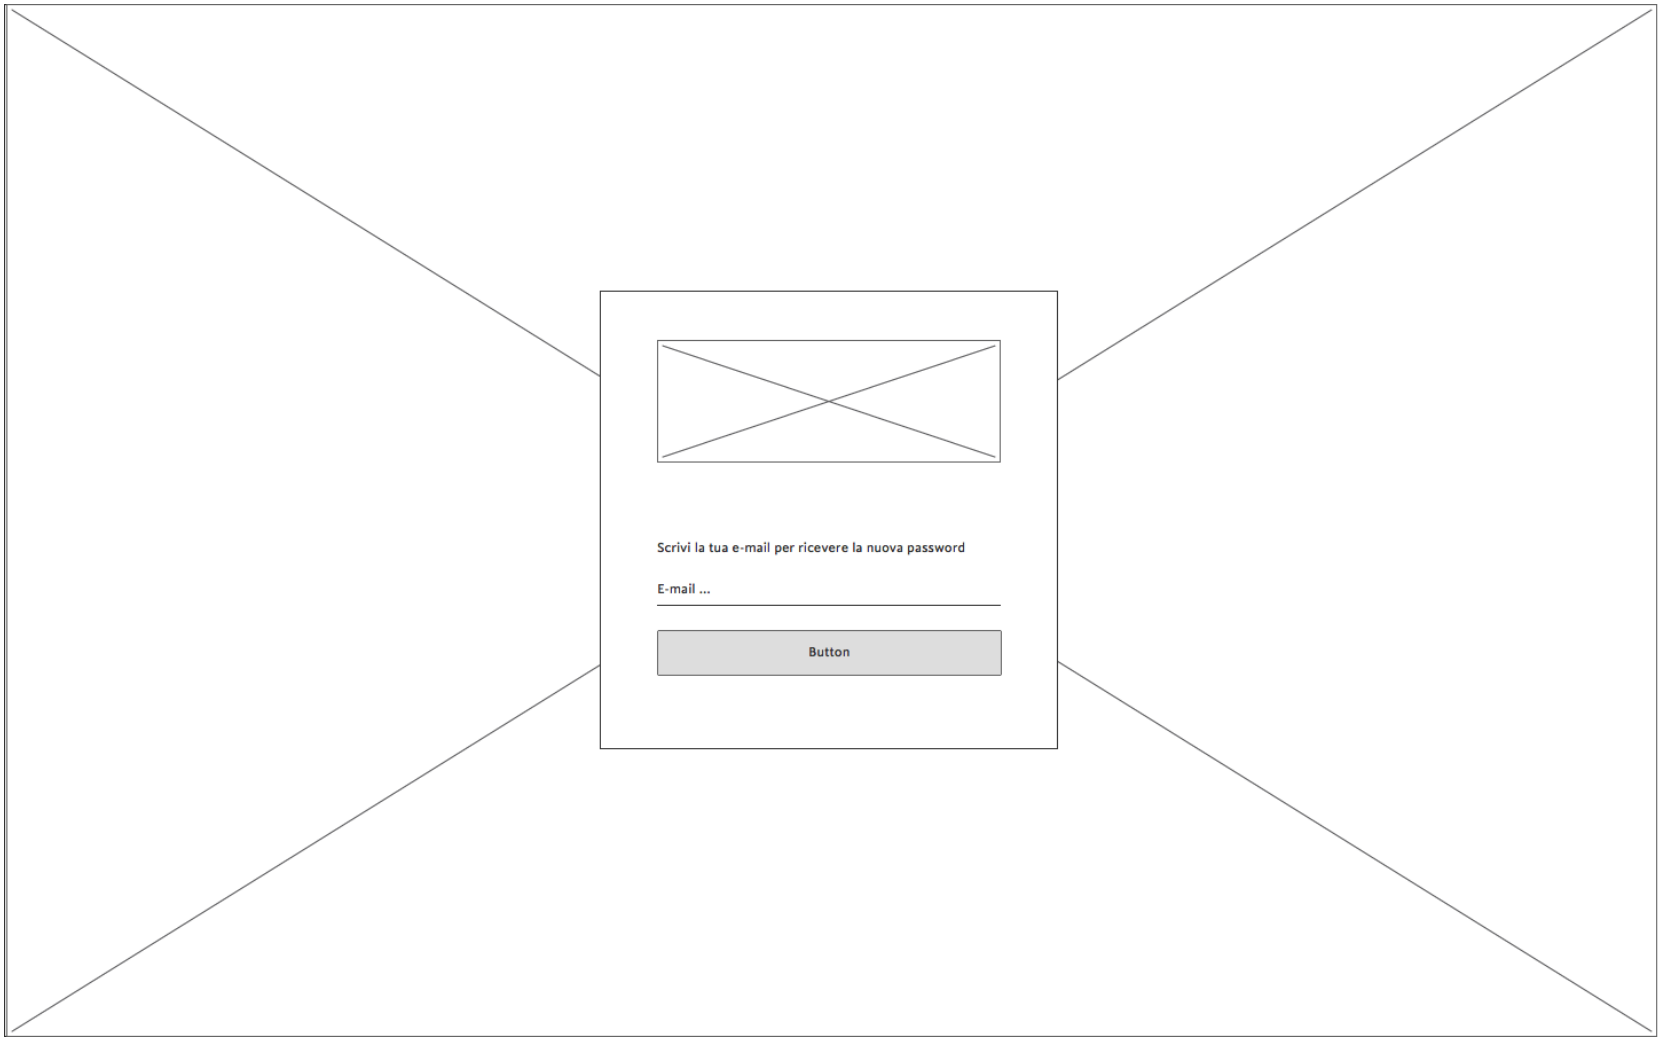 Scrivi la tua e-mail per ricevere la nuova password
E-mail ...
Button